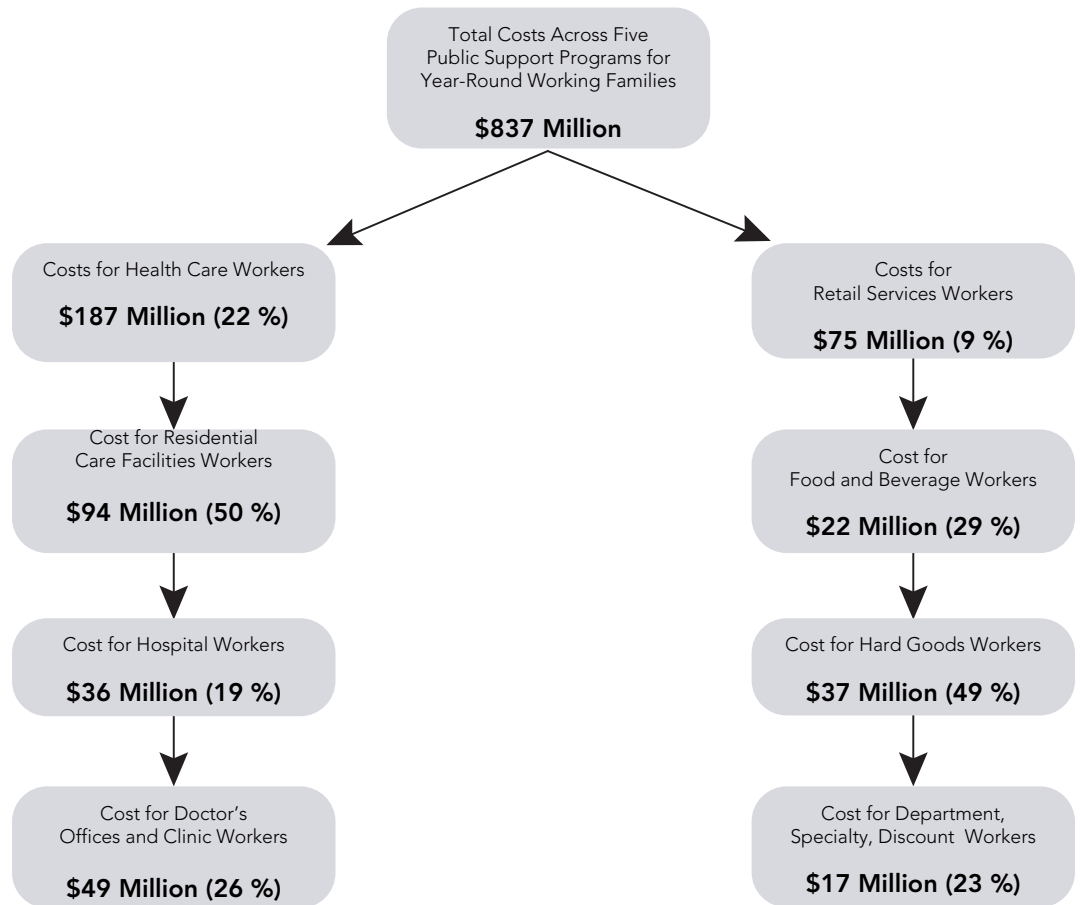 Total Costs Across Five
Public Support Programs for
Year-Round Working Families
$837 Million
Costs for Health Care Workers
$187 Million (22 %)
Cost for Residential
Care Facilities Workers
$94 Million (50 %)
Cost for Hospital Workers
$36 Million (19 %)
Cost for Doctor’s
Offices and Clinic Workers
$49 Million (26 %)
Costs for
Retail Services Workers
$75 Million (9 %)
Cost for
Food and Beverage Workers
$22 Million (29 %)
Cost for Hard Goods Workers
$37 Million (49 %)
Cost for Department,
Specialty, Discount Workers
$17 Million (23 %)